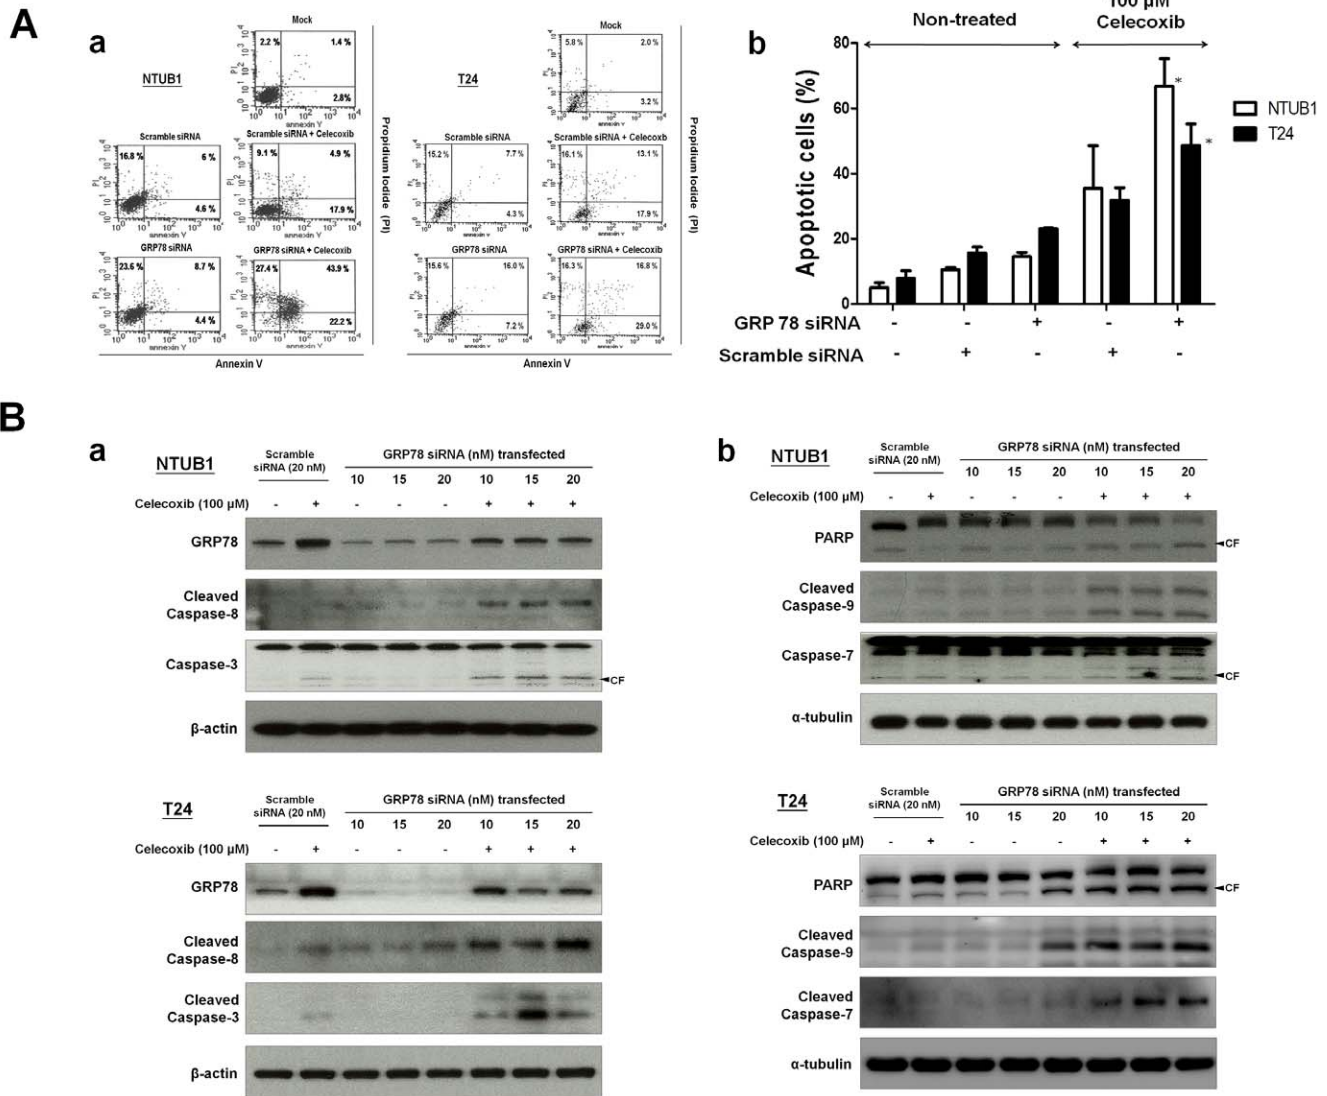 A
a
NTUB1
Mock
2.2 %
1.4 %
2.8%
Scramble siRNA
16.8 %
6 %
4.6 %
Scramble siRNA + Celecoxib
9.1 %
4.9 %
17.9 %
GRP78 siRNA
23.6 %
8.7 %
4.4 %
GRP78 siRNA + Celecoxib
27.4 %
43.9 %
22.2 %
Annexin V
Propidium Iodide (PI)
T24
Mock
5.8 %
2.0 %
3.2 %
Scramble siRNA
15.2 %
7.7 %
4.3 %
Scramble siRNA + Celecoxb
16.1 %
13.1 %
17.9 %
GRP78 siRNA
15.6 %
16.0 %
7.2 %
GRP78 siRNA + Celecoxib
16.3 %
16.8 %
29.0 %
Annexin V
Propidium Iodide (PI)
b
Non-treated
100 µM
Celecoxib
Apoptotic cells (%)
80
60
40
20
0
*
*
NTUB1
T24
GRP 78 siRNA - - + - +
Scramble siRNA - + - + -
B
a
NTUB1
Scramble
siRNA (20 nM)
GRP78 siRNA (nM) transfected
10 15 20 10 15 20
Celecoxib (100 µM) - + - - - + + +
GRP78
Cleaved
Caspase-8
Caspase-3
CF
β-actin
T24
Scramble
siRNA (20 nM)
GRP78 siRNA (nM) transfected
10 15 20 10 15 20
Celecoxib (100 µM) - + - - - + + +
GRP78
Cleaved
Caspase-8
Cleaved
Caspase-3
β-actin
b
NTUB1
Scramble
siRNA (20 nM)
GRP78 siRNA (nM) transfected
10 15 20 10 15 20
Celecoxib (100 µM) - + - - - + + +
PARP
CF
Cleaved
Caspase-9
Caspase-7
CF
α-tubulin
T24
Scramble
siRNA (20 nM)
GRP78 siRNA (nM) transfected
10 15 20 10 15 20
Celecoxib (100 µM) - + - - - + + +
PARP
CF
Cleaved
Caspase-9
Cleaved
Caspase-7
α-tubulin